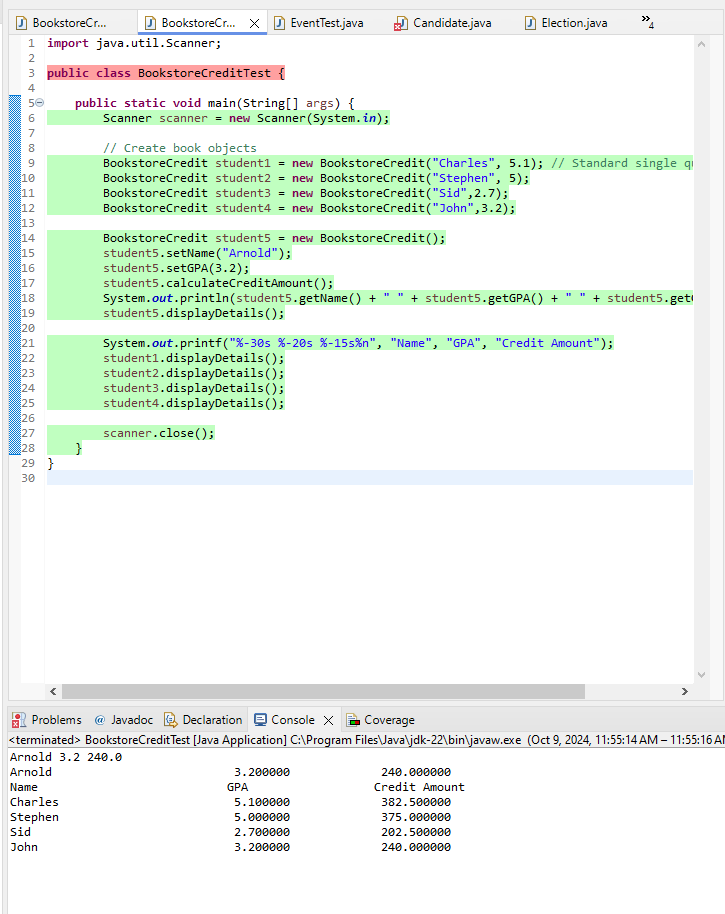 BookstoreCr... BookstoreCr... EventTest.java Candidate.java Election.java »4
1 import java.util.Scanner;
2
3 public class BookstoreCreditTest {
4
5 public static void main(String[] args) {
6 Scanner scanner = new Scanner(System.in);
7
8 // Create book objects
9 BookstoreCredit student1 = new BookstoreCredit("Charles", 5.1); // Standard single
10 BookstoreCredit student2 = new BookstoreCredit("Stephen", 5);
11 BookstoreCredit student3 = new BookstoreCredit("Sid",2.7);
12 BookstoreCredit student4 = new BookstoreCredit("John",3.2);
13
14 BookstoreCredit student5 = new BookstoreCredit();
15 student5.setName("Arnold");
16 student5.setGPA(3.2);
17 student5.calculateCreditAmount();
18 System.out.println(student5.getName() + " " + student5.getGPA() + " " + student5.get
19 student5.displayDetails();
20
21 System.out.printf("%-30s %-20s %-15s%n", "Name", "GPA", "Credit Amount");
22 student1.displayDetails();
23 student2.displayDetails();
24 student3.displayDetails();
25 student4.displayDetails();
26
27 scanner.close();
28 }
29 }
30
Problems @ Javadoc Declaration Console Coverage
<terminated> BookstoreCreditTest [Java Application] C:\Program Files\Java\jdk-22\bin\javaw.exe (Oct 9, 2024, 11:55:14 AM – 11:55:16 AM
Arnold 3.2 240.0
Arnold 3.200000 240.000000
Name GPA Credit Amount
Charles 5.100000 382.500000
Stephen 5.000000 375.000000
Sid 2.700000 202.500000
John 3.200000 240.000000